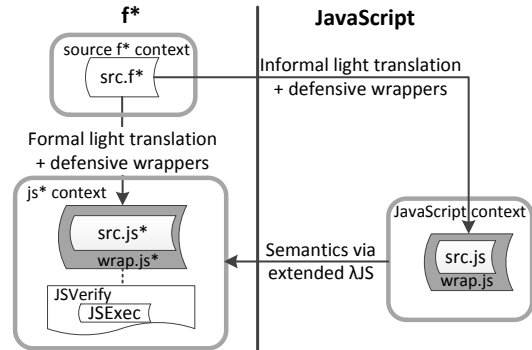 f*
JavaScript
source f* context
src.f*
Informal light translation
+ defensive wrappers
Formal light translation
+ defensive wrappers
js* context
src.js*
wrap.js*
JSVerify
JSExec
Semantics via
extended λJS
JavaScript context
src.js
wrap.js